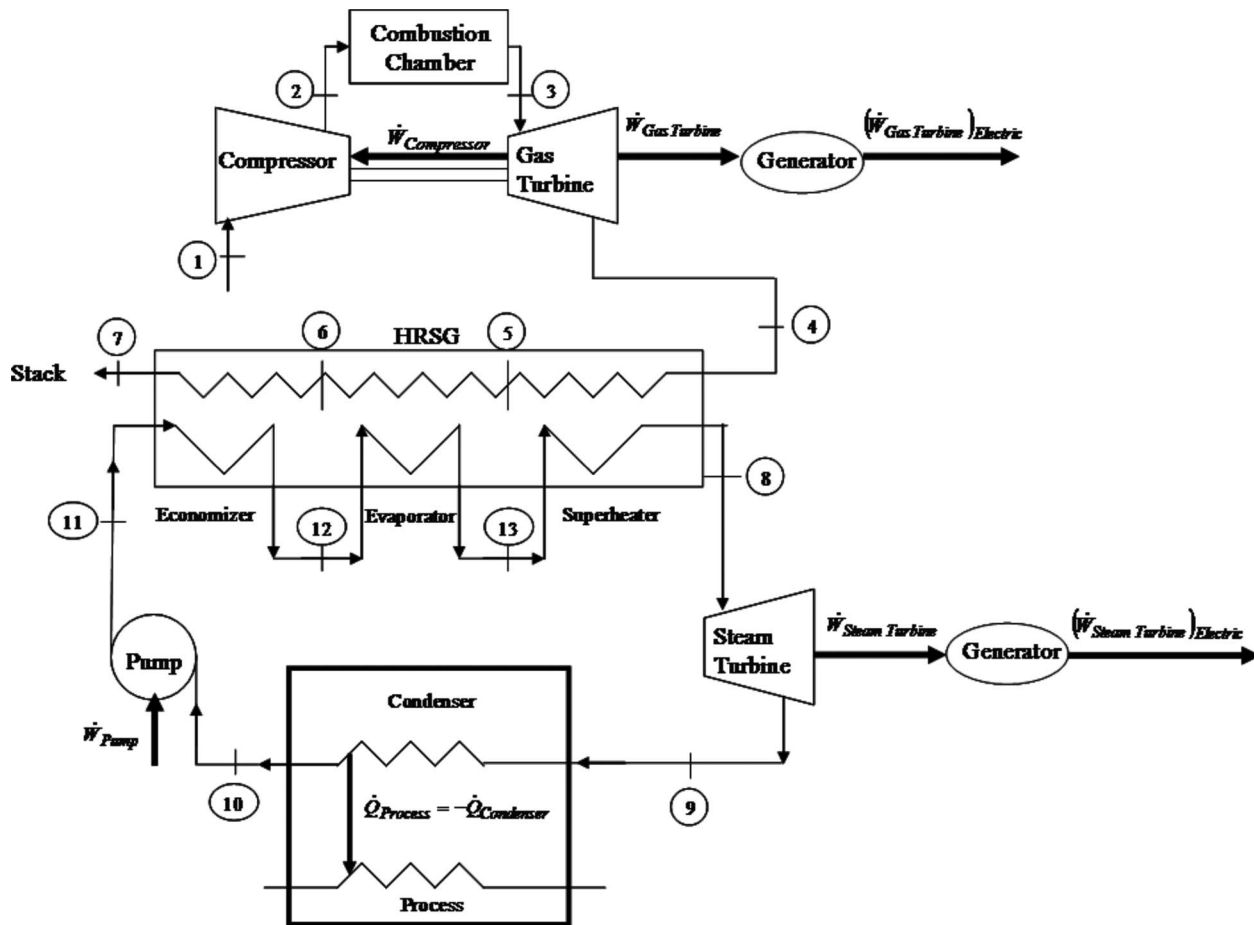 Combustion
Chamber
2
3
Ẇ Compressor
Ẇ Gas Turbine
(Ẇ Gas Turbine) Electric
Compressor
Gas
Turbine
Generator
1
4
7
6
HRSG
5
Stack
8
11
Economizer
12
Evaporator
13
Superheater
Pump
Steam
Turbine
Ẇ Steam Turbine
Generator
(Ẇ Steam Turbine) Electric
Ẇ Pump
Condenser
10
9
Q̇ Process = −Q̇ Condenser
Process